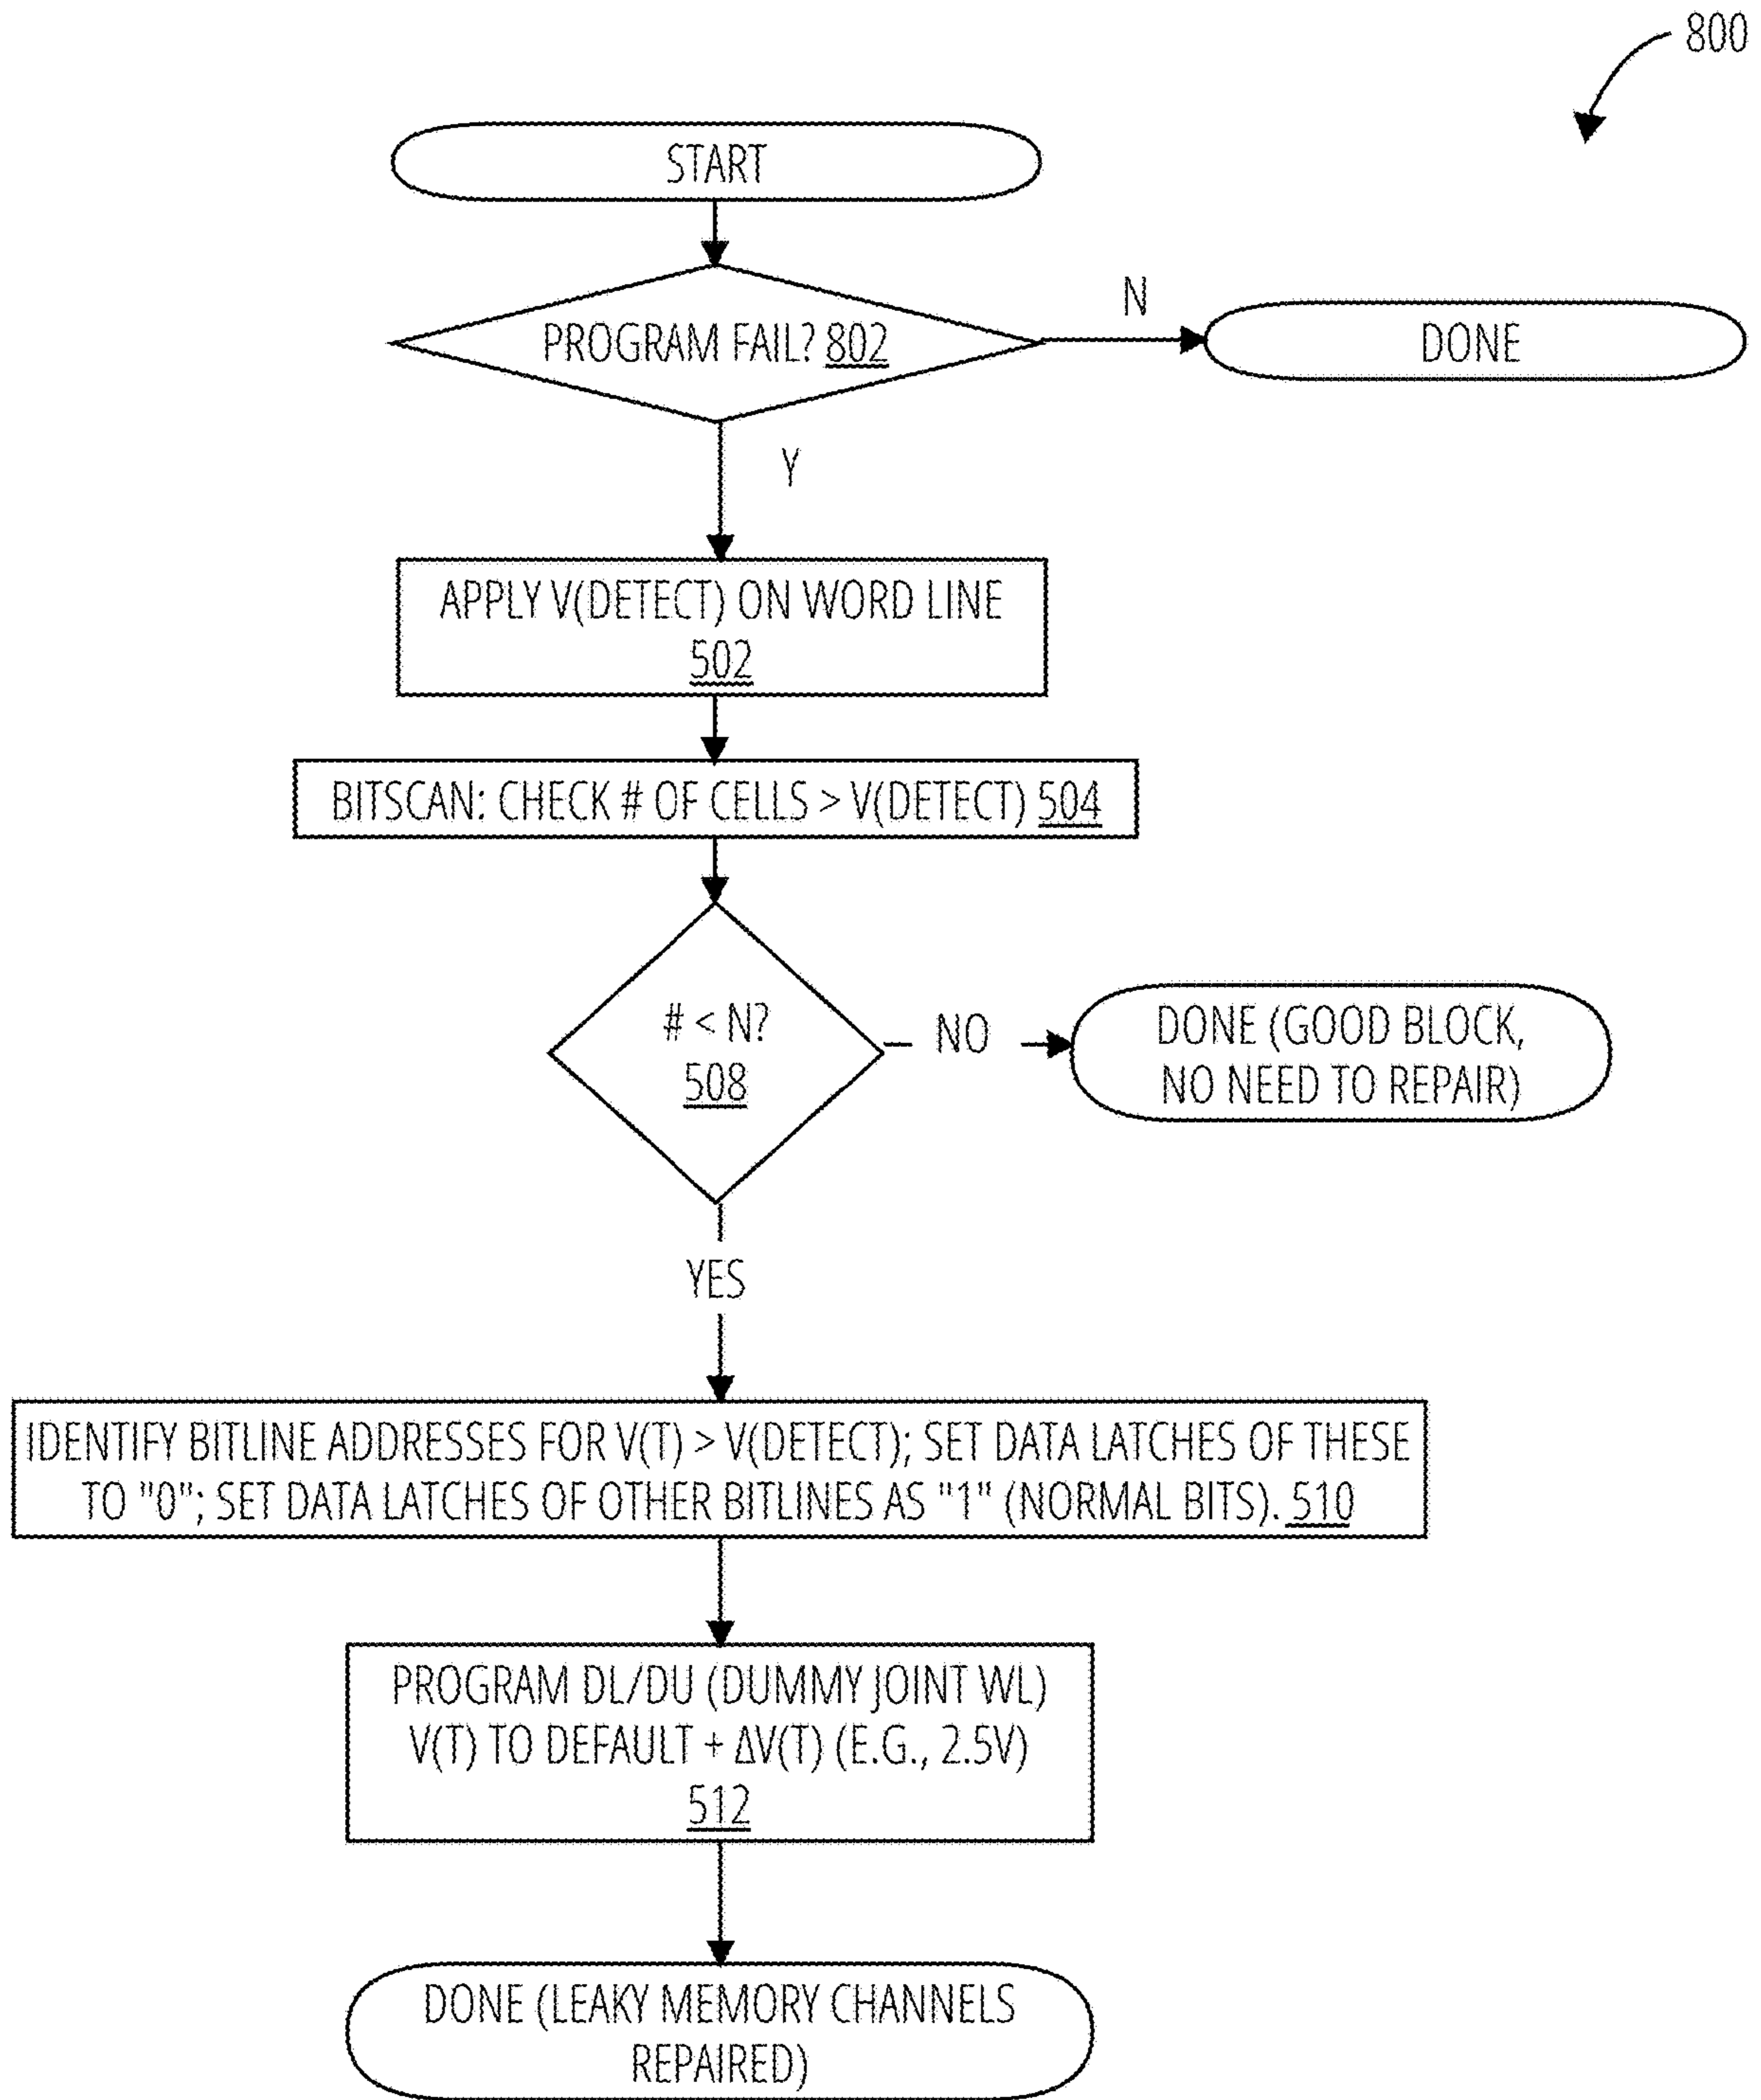 800
START
PROGRAM FAIL? 802
N
DONE
Y
APPLY V(DETECT) ON WORD LINE
502
BITSCAN: CHECK # OF CELLS > V(DETECT) 504
# < N?
508
NO
DONE (GOOD BLOCK,
NO NEED TO REPAIR)
YES
IDENTIFY BITLINE ADDRESSES FOR V(T) > V(DETECT); SET DATA LATCHES OF THESE
TO "0"; SET DATA LATCHES OF OTHER BITLINES AS "1" (NORMAL BITS). 510
PROGRAM DL/DU (DUMMY JOINT WL)
V(T) TO DEFAULT + ΔV(T) (E.G., 2.5V)
512
DONE (LEAKY MEMORY CHANNELS
REPAIRED)